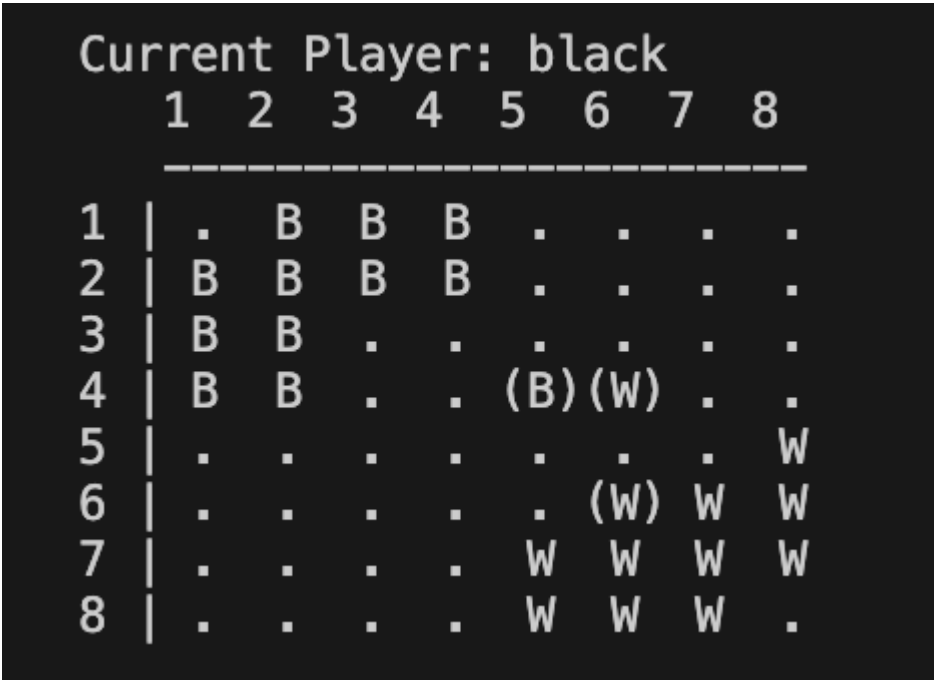 Current Player: black
1 2 3 4 5 6 7 8
-----------------------
1 | . B B B . . . .
2 | B B B B . . . .
3 | B B . . . . . .
4 | B B . . (B)(W) . .
5 | . . . . . . . W
6 | . . . . . (W) W W
7 | . . . . W W W W
8 | . . . . W W W .